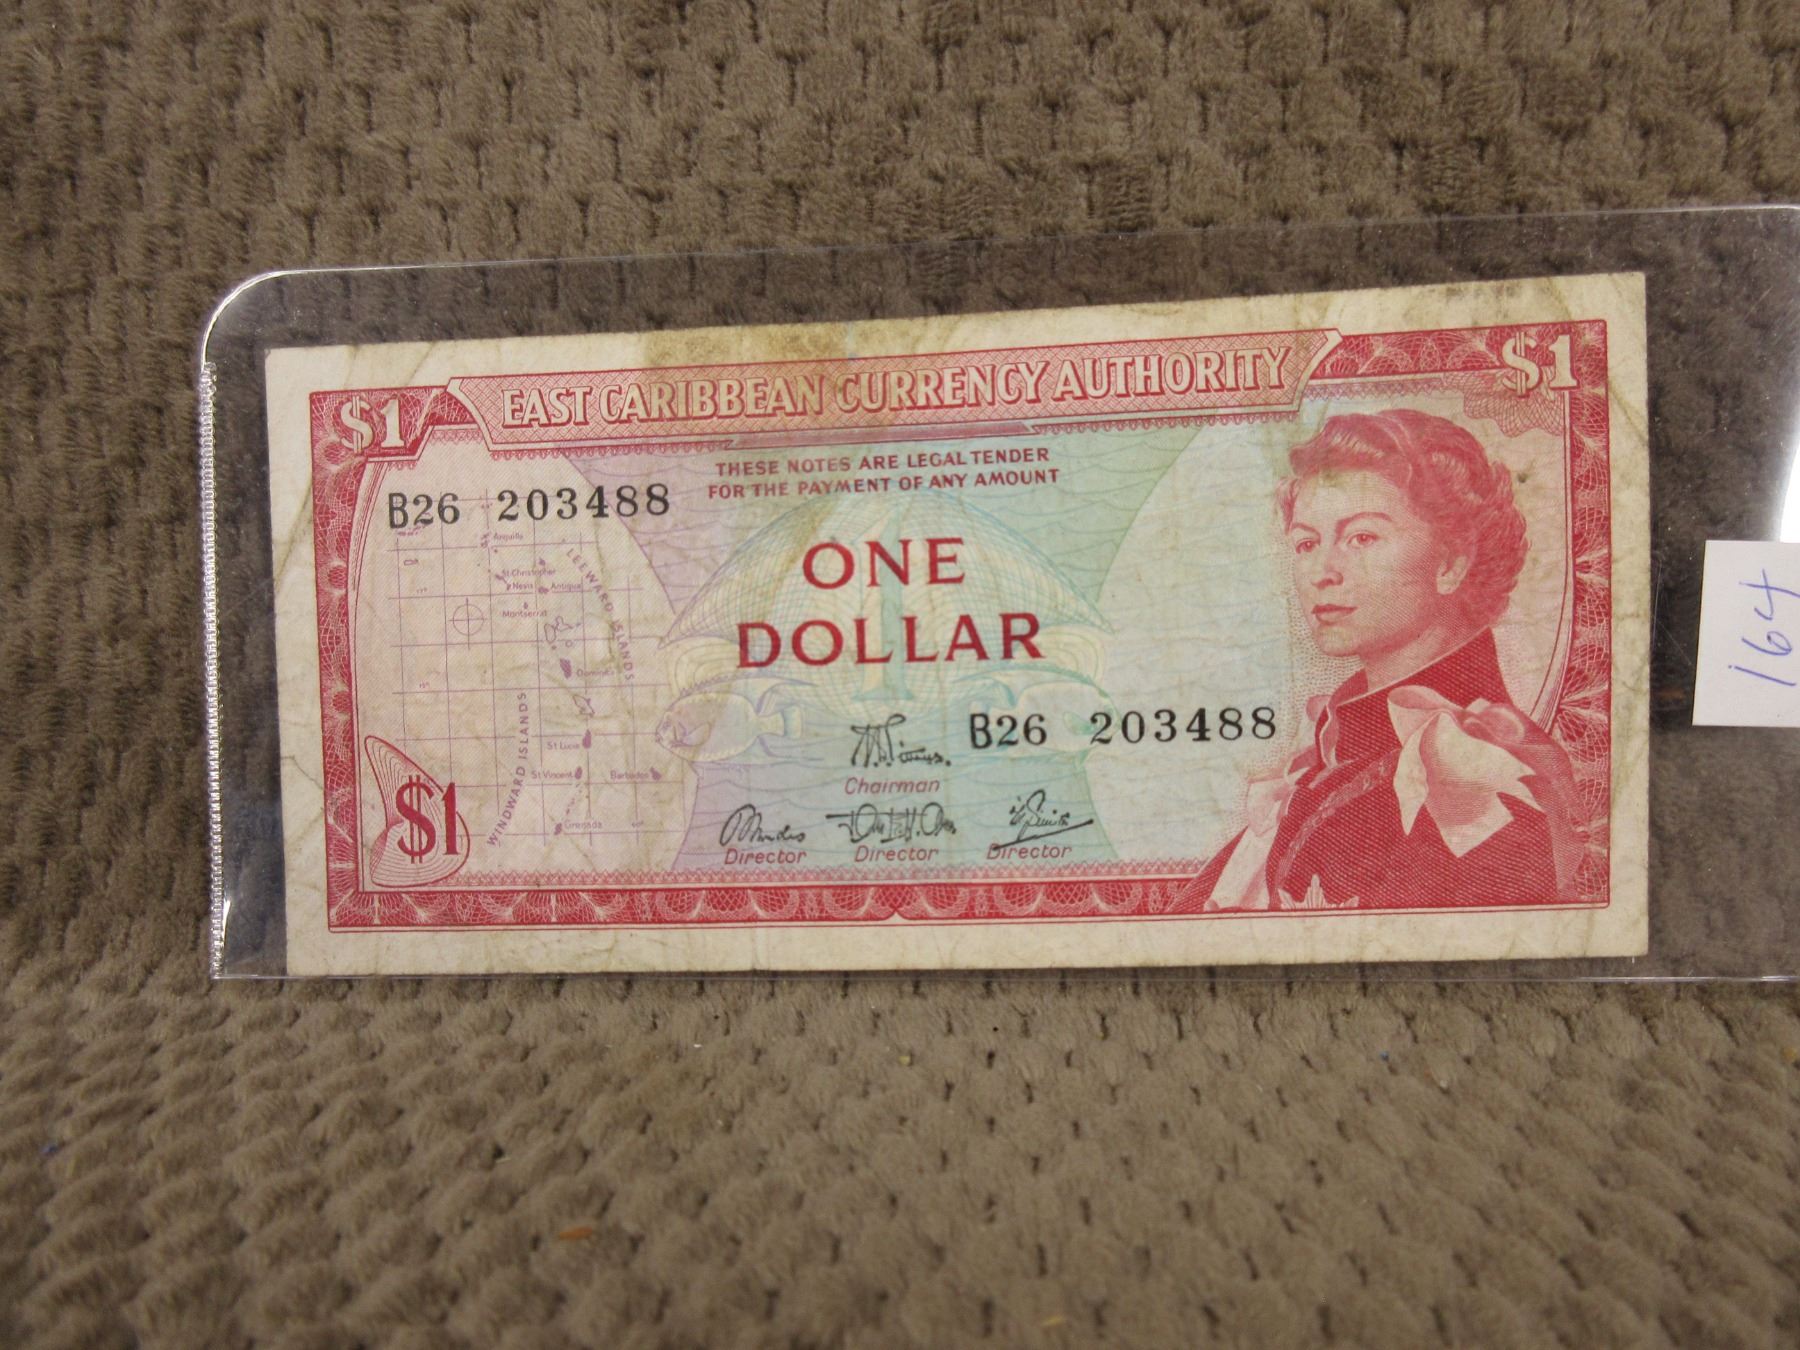 EAST CARIBBEAN CURRENCY AUTHORITY
$1
$1
THESE NOTES ARE LEGAL TENDER
FOR THE PAYMENT OF ANY AMOUNT
B26 203488
ONE
DOLLAR
Anguilla
St Christopher
Nevis
Antigua
Montserrat
LEEWARD ISLANDS
Dominica
WINDWARD ISLANDS
St Lucia
St Vincent
Barbados
Grenada
B26 203488
Chairman
Director
Director
Director
$1
164